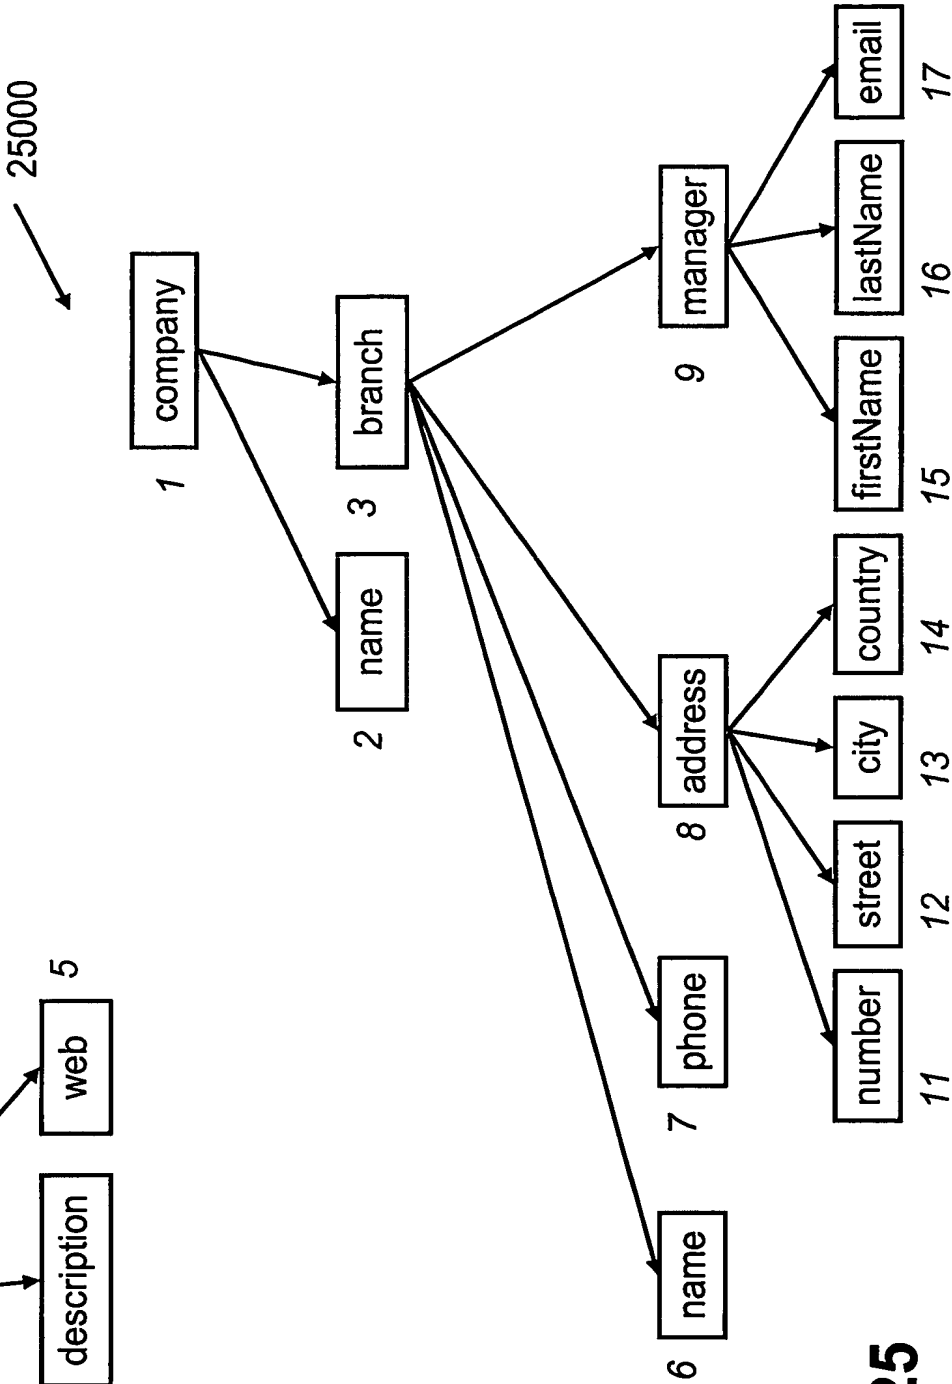 25000
company
1
name
2
branch
3
description
web
5
name
6
phone
7
address
8
manager
9
number
11
street
12
city
13
country
14
firstName
15
lastName
16
email
17